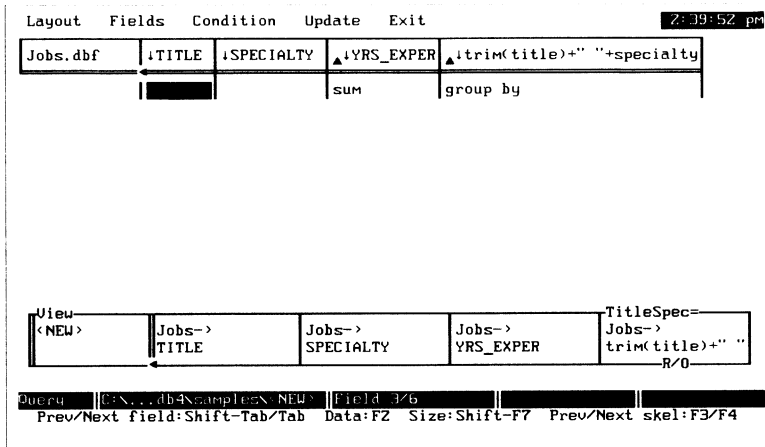 Layout Fields Condition Update Exit 2:39:52 pm
Jobs.dbf ↓TITLE ↓SPECIALTY ▲↓YRS_EXPER ▲↓trim(title)+" "+specialty
sum group by
View TitleSpec=
<NEW> Jobs-> Jobs-> Jobs-> Jobs->
TITLE SPECIALTY YRS_EXPER trim(title)+" "
R/O
Query C:\...db4\samples\<NEW> Field 3/6
Prev/Next field:Shift-Tab/Tab Data:F2 Size:Shift-F7 Prev/Next skel:F3/F4